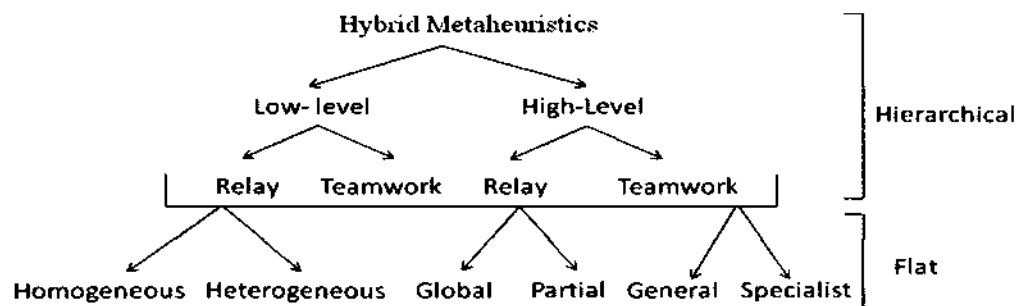 Hybrid Metaheuristics
Low- level High-Level
Hierarchical
Relay Teamwork Relay Teamwork
Flat
Homogeneous Heterogeneous Global Partial General Specialist